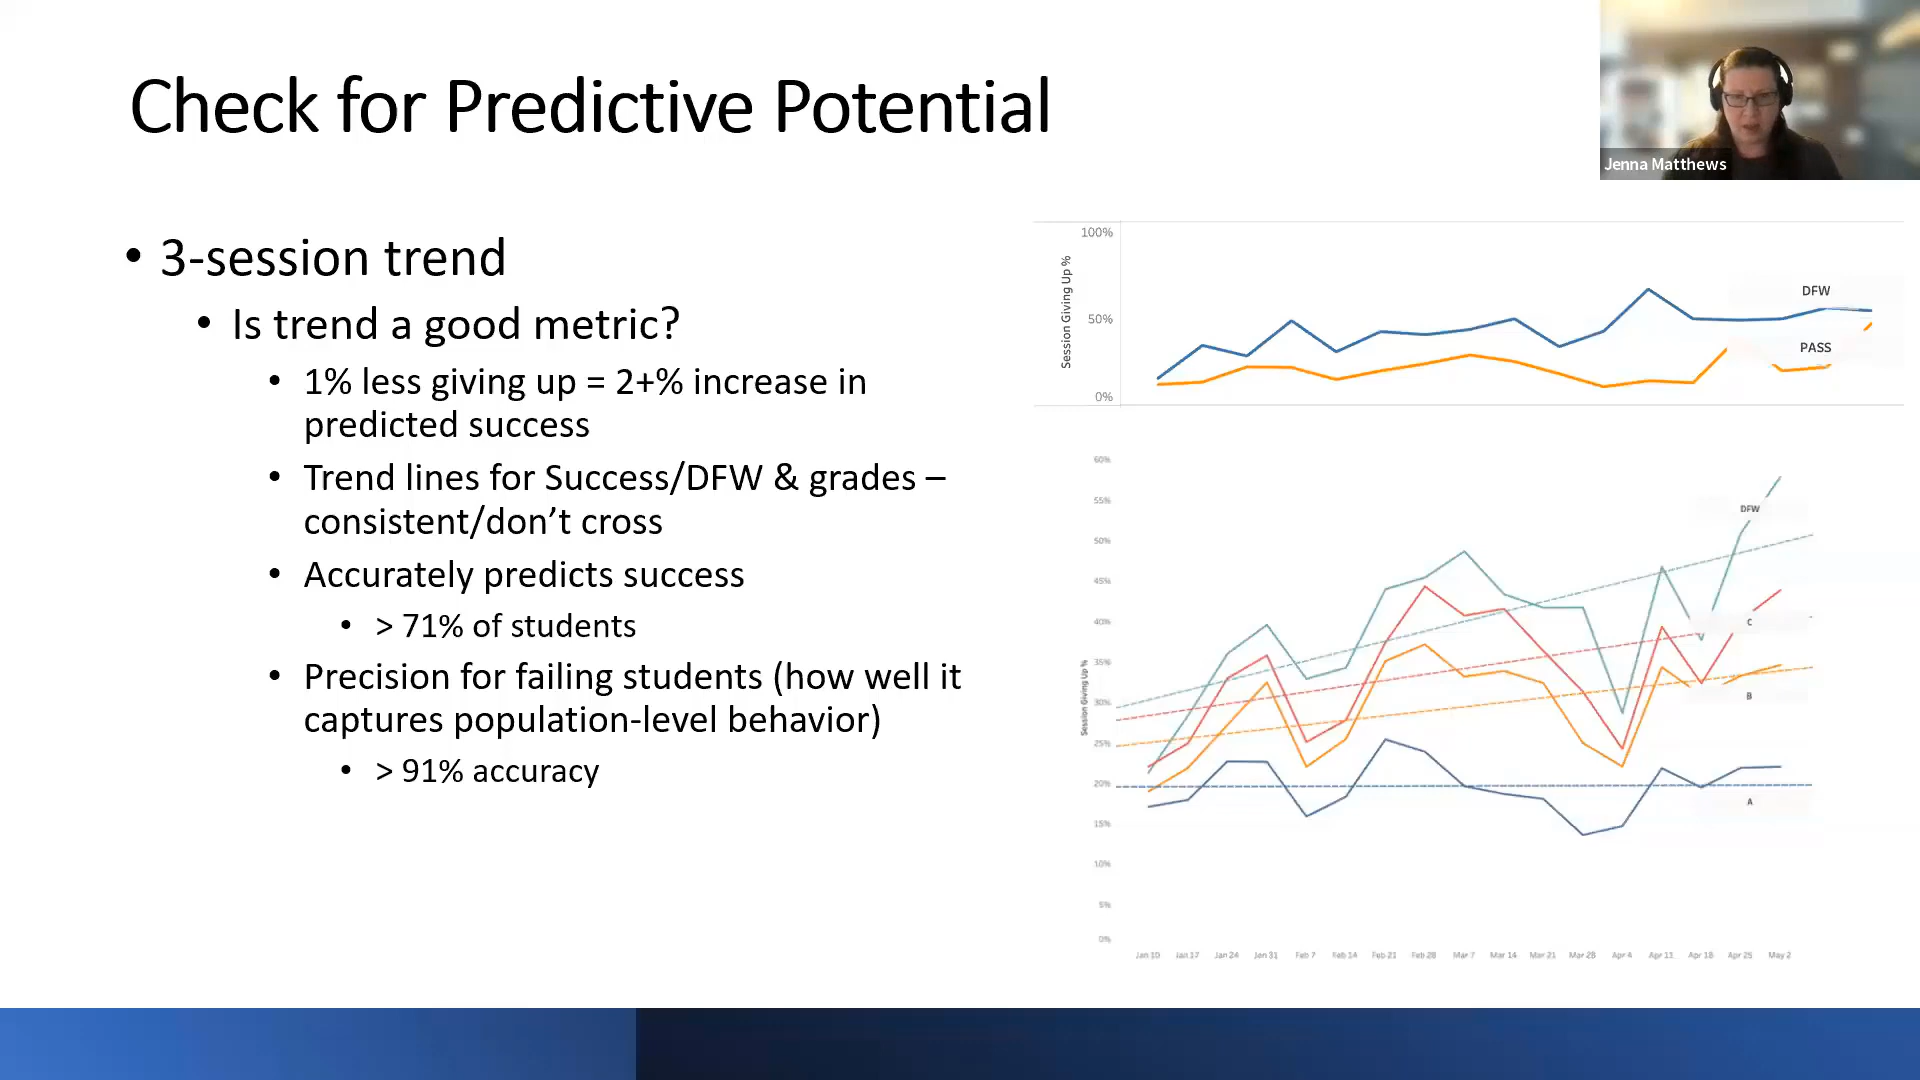 Check for Predictive Potential
Jenna Matthews
• 3-session trend
• Is trend a good metric?
• 1% less giving up = 2+% increase in
predicted success
• Trend lines for Success/DFW & grades –
consistent/don't cross
• Accurately predicts success
• > 71% of students
• Precision for failing students (how well it
captures population-level behavior)
• > 91% accuracy
Session Giving Up %
100%
50%
0%
DFW
PASS
Session Giving Up %
60%
55%
50%
45%
40%
35%
30%
25%
20%
15%
10%
5%
0%
DFW
C
B
A
Jan 10 Jan 17 Jan 24 Jan 31 Feb 7 Feb 14 Feb 21 Feb 28 Mar 7 Mar 14 Mar 21 Mar 28 Apr 4 Apr 11 Apr 18 Apr 25 May 2